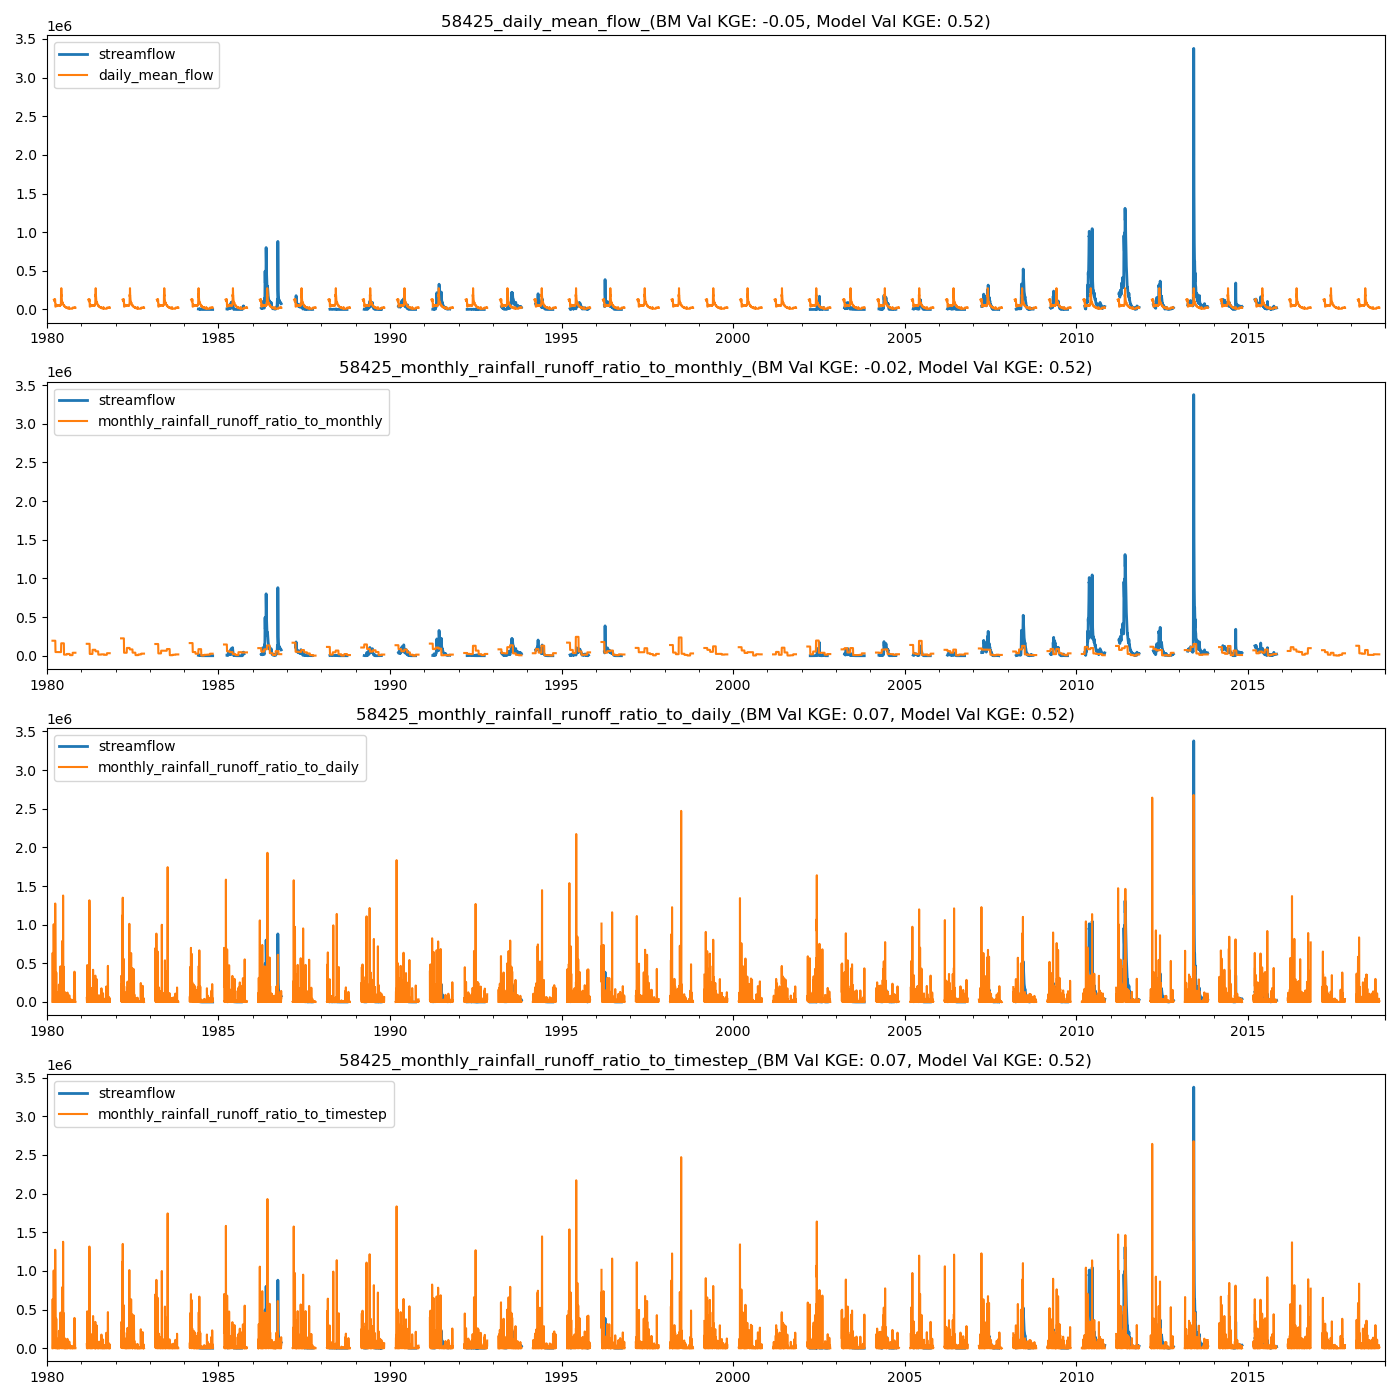 58425_daily_mean_flow_(BM Val KGE: -0.05, Model Val KGE: 0.52)
1e6
streamflow
daily_mean_flow
3.5
3.0
2.5
2.0
1.5
1.0
0.5
0.0
1980 1985 1990 1995 2000 2005 2010 2015
58425_monthly_rainfall_runoff_ratio_to_monthly_(BM Val KGE: -0.02, Model Val KGE: 0.52)
1e6
streamflow
monthly_rainfall_runoff_ratio_to_monthly
3.5
3.0
2.5
2.0
1.5
1.0
0.5
0.0
1980 1985 1990 1995 2000 2005 2010 2015
58425_monthly_rainfall_runoff_ratio_to_daily_(BM Val KGE: 0.07, Model Val KGE: 0.52)
1e6
streamflow
monthly_rainfall_runoff_ratio_to_daily
3.5
3.0
2.5
2.0
1.5
1.0
0.5
0.0
1980 1985 1990 1995 2000 2005 2010 2015
58425_monthly_rainfall_runoff_ratio_to_timestep_(BM Val KGE: 0.07, Model Val KGE: 0.52)
1e6
streamflow
monthly_rainfall_runoff_ratio_to_timestep
3.5
3.0
2.5
2.0
1.5
1.0
0.5
0.0
1980 1985 1990 1995 2000 2005 2010 2015